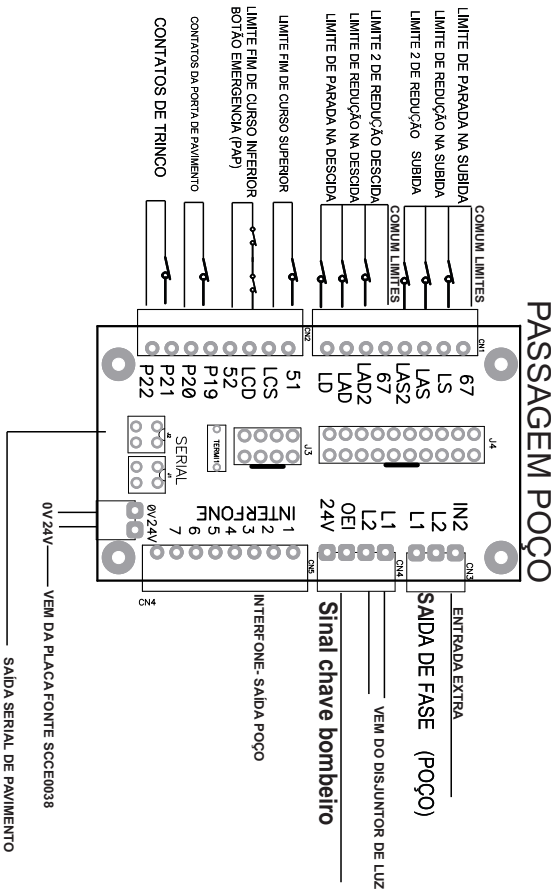 PASSAGEM POÇO
COMUM LIMITES
LIMITE DE PARADA NA SUBIDA
LIMITE DE REDUÇÃO NA SUBIDA
LIMITE 2 DE REDUÇÃO SUBIDA
COMUM LIMITES
LIMITE 2 DE REDUÇÃO DESCIDA
LIMITE DE REDUÇÃO NA DESCIDA
LIMITE DE PARADA NA DESCIDA
LIMITE FIM DE CURSO SUPERIOR
LIMITE FIM DE CURSO INFERIOR
BOTÃO EMERGENCIA (PAP)
CONTATOS DA PORTA DE PAVIMENTO
CONTATOS DE TRINCO
CN1
67
LS
LAS
LAS2
67
LAD2
LAD
LD
CN2
51
LCS
LCD
52
P19
P20
P21
P22
J4
J3
TERM1
SERIAL
J2
J1
CN3
IN2
L2
L1
CN4
L1
L2
OEI
24V
CN5
INTERFONE
1
2
3
4
5
6
7
CN4
0V24V
ENTRADA EXTRA
SAIDA DE FASE (POÇO)
VEM DO DISJUNTOR DE LUZ
Sinal chave bombeiro
INTERFONE- SAÍDA POÇO
0V 24V
VEM DA PLACA FONTE SCCE0038
SAÍDA SERIAL DE PAVIMENTO